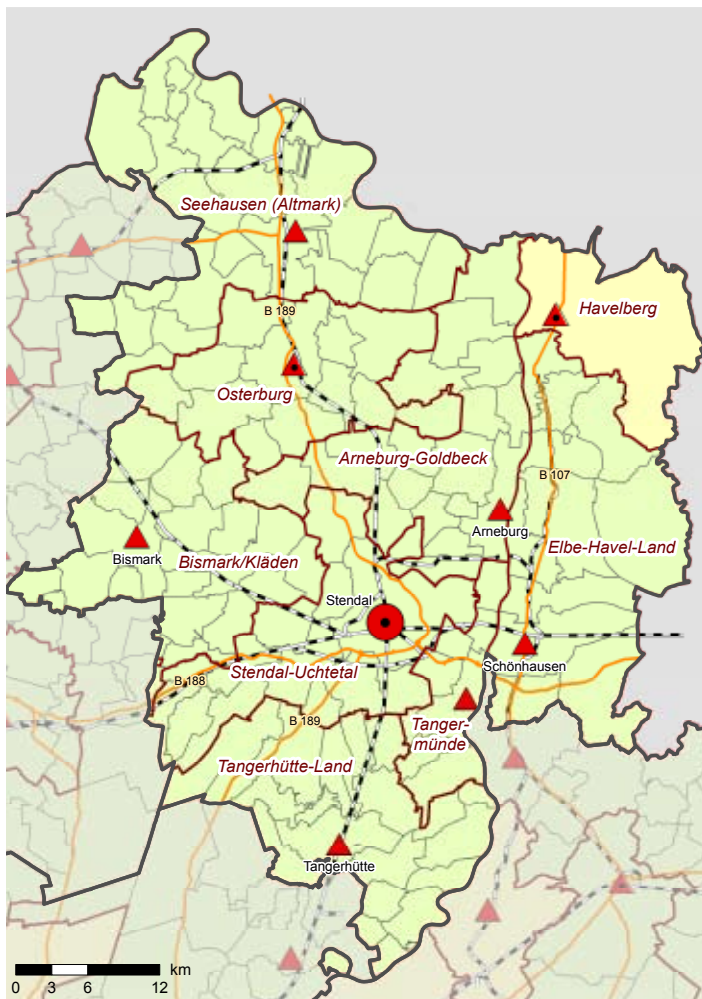 Seehausen (Altmark)
Havelberg
B 189
Osterburg
Arneburg-Goldbeck
B 107
Arneburg
Bismark
Bismark/Kläden
Elbe-Havel-Land
Stendal
Schönhausen
Stendal-Uchtetal
B 188
B 189
Tanger-
münde
Tangerhütte-Land
Tangerhütte
km
0 3 6 12